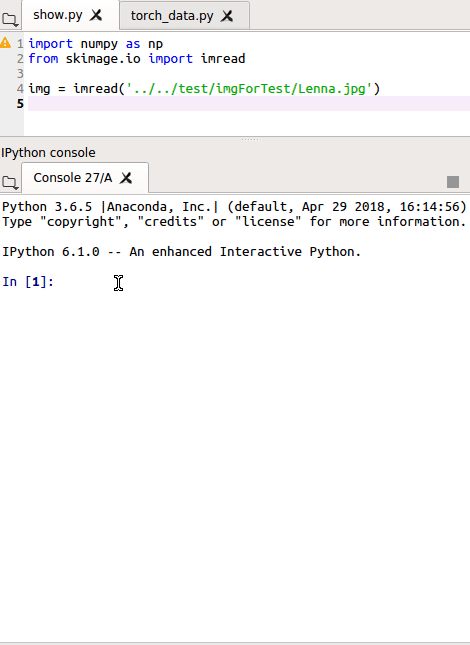 show.py
torch_data.py
1 import numpy as np
2 from skimage.io import imread
3
4 img = imread('../../test/imgForTest/Lenna.jpg')
5
IPython console
Console 27/A
Python 3.6.5 |Anaconda, Inc.| (default, Apr 29 2018, 16:14:56)
Type "copyright", "credits" or "license" for more information.
IPython 6.1.0 -- An enhanced Interactive Python.
In [1]: